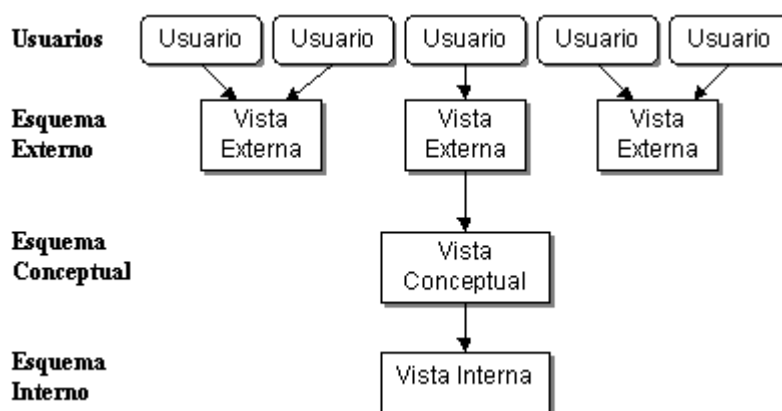 Usuarios
Usuario
Usuario
Usuario
Usuario
Usuario
Esquema
Externo
Vista
Externa
Vista
Externa
Vista
Externa
Esquema
Conceptual
Vista
Conceptual
Esquema
Interno
Vista Interna